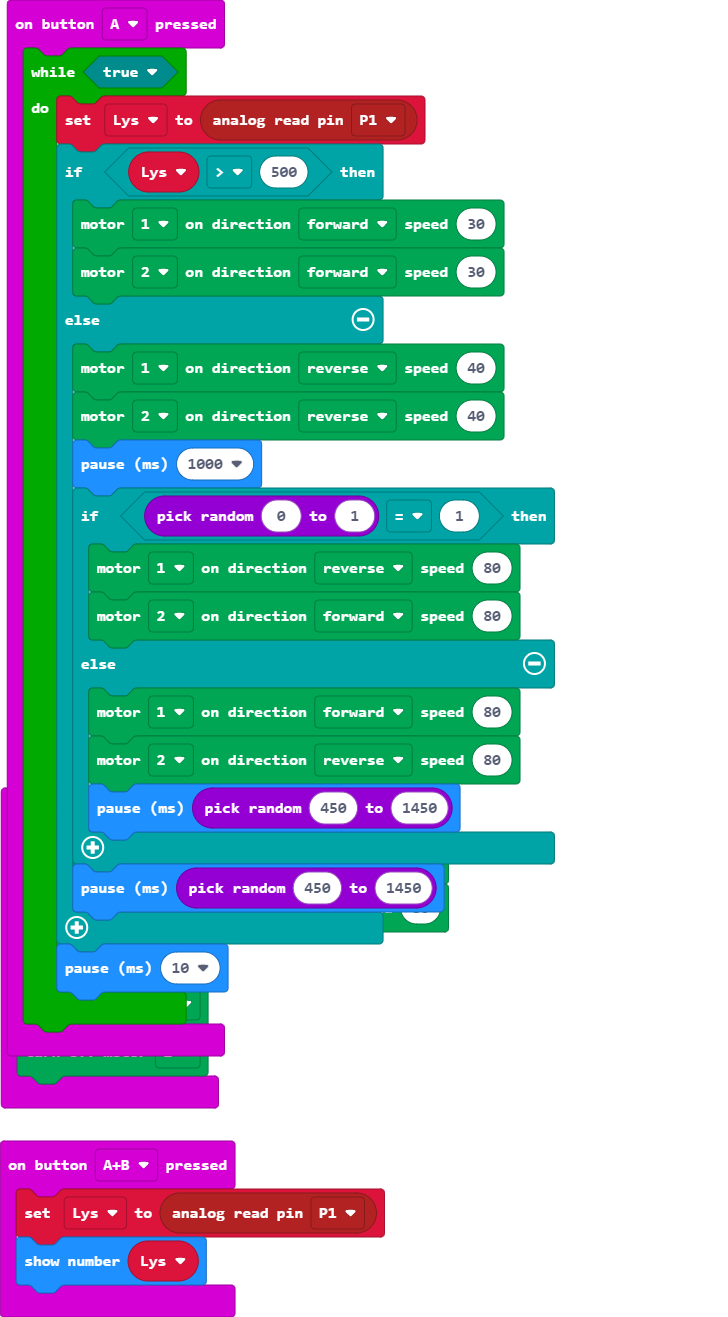 on button A pressed
while true
do
set Lys to analog read pin P1
if Lys > 500 then
motor 1 on direction forward speed 30
motor 2 on direction forward speed 30
else
motor 1 on direction reverse speed 40
motor 2 on direction reverse speed 40
pause (ms) 1000
if pick random 0 to 1 = 1 then
motor 1 on direction reverse speed 80
motor 2 on direction forward speed 80
else
motor 1 on direction forward speed 80
motor 2 on direction reverse speed 80
pause (ms) pick random 450 to 1450
pause (ms) pick random 450 to 1450
pause (ms) 10
on button A+B pressed
set Lys to analog read pin P1
show number Lys